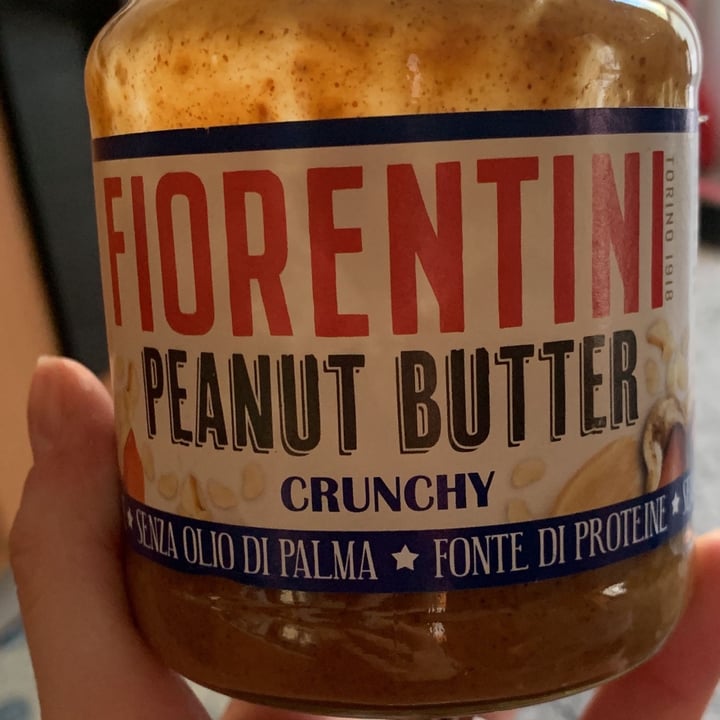 FIORENTINI
TORINO 1918
PEANUT BUTTER
CRUNCHY
★ SENZA OLIO DI PALMA ★ FONTE DI PROTEINE ★